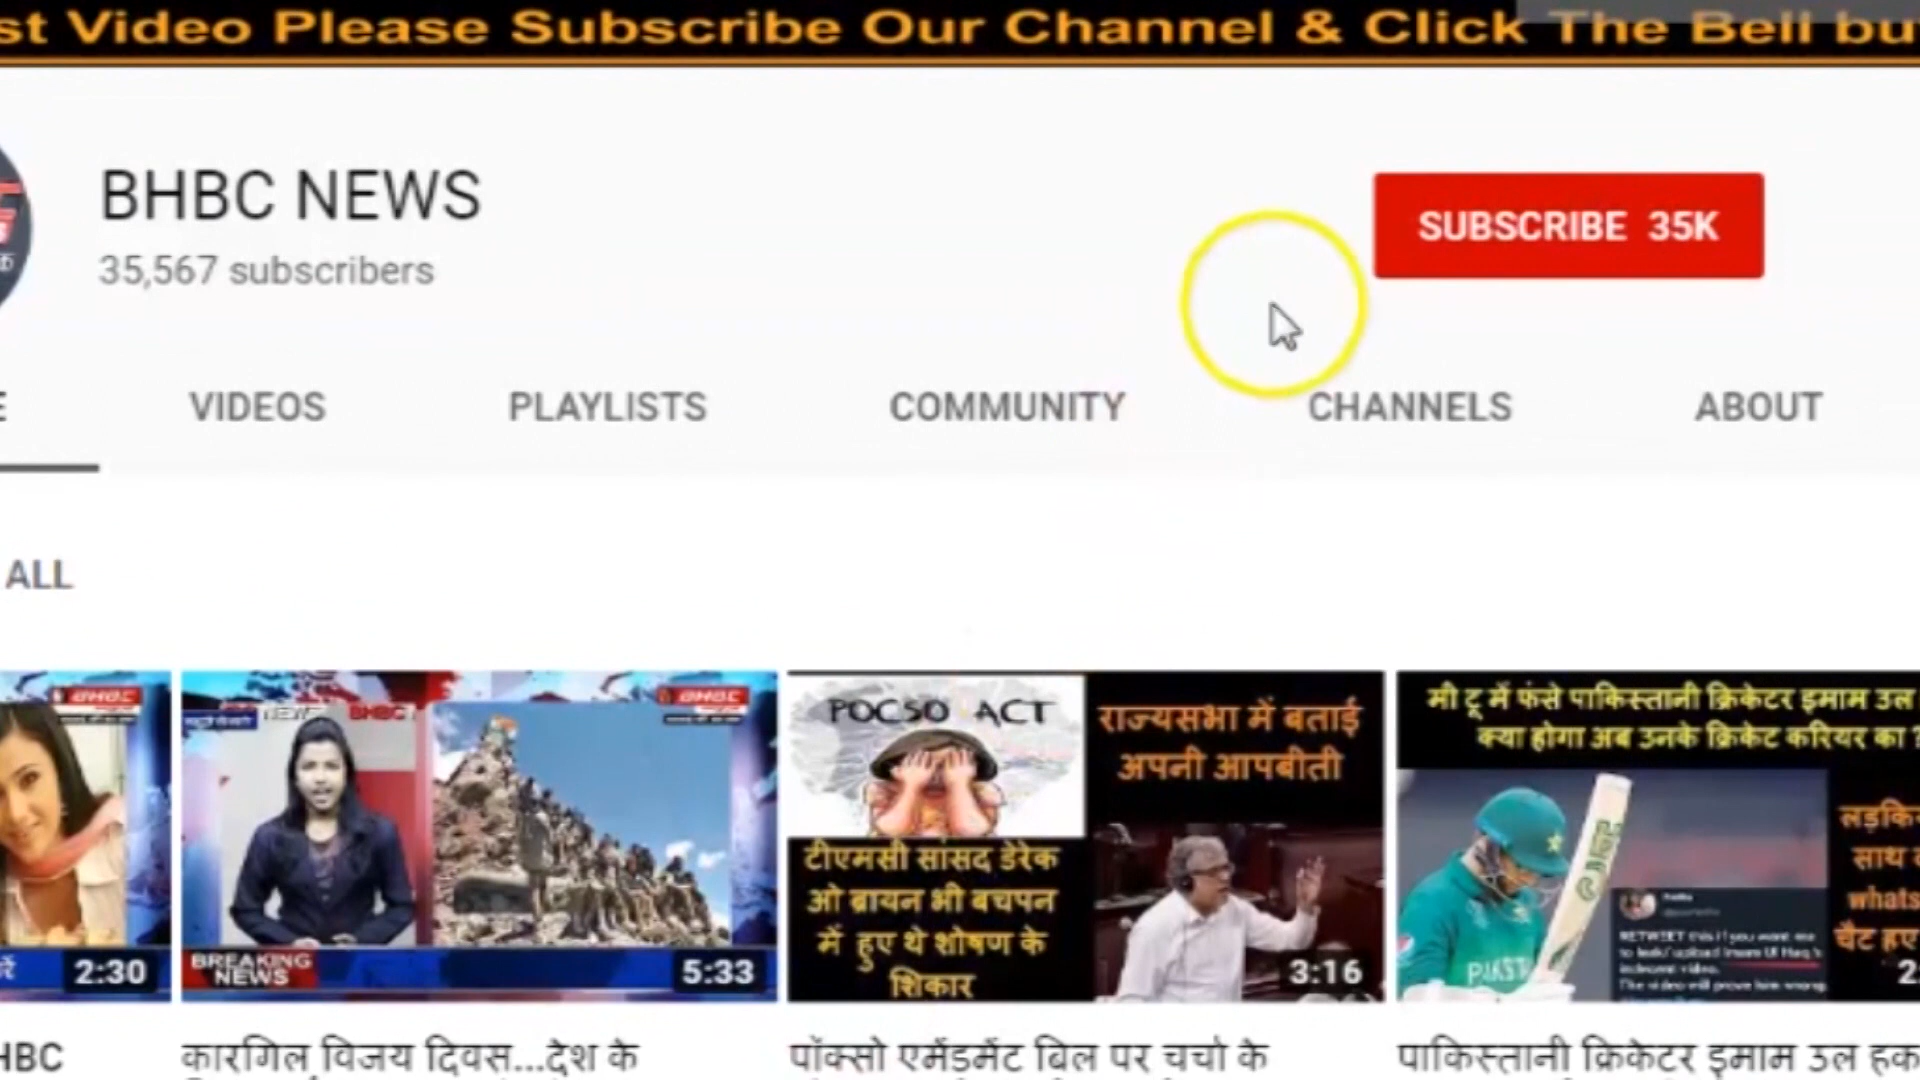 st Video Please Subscribe Our Channel & Click The Bell bu
BHBC NEWS
35,567 subscribers
SUBSCRIBE 35K
VIDEOS PLAYLISTS COMMUNITY CHANNELS ABOUT
ALL
BHBC
2:30
BHBC
BREAKING
NEWS
5:33
POCSO ACT
राज्यसभा में बताई
अपनी आपबीती
टीएमसी सांसद डेरेक
ओ ब्रायन भी बचपन
में हुए थे शोषण के
शिकार
3:16
मी टू में फंसे पाकिस्तानी क्रिकेटर इमाम उल
क्या होगा अब उनके क्रिकेट करियर का ?
साथ
whats
HBC
कारगिल विजय दिवस...देश के
पॉक्सो एमेंडमेंट बिल पर चर्चा के
पाकिस्तानी क्रिकेटर इमाम उल हक